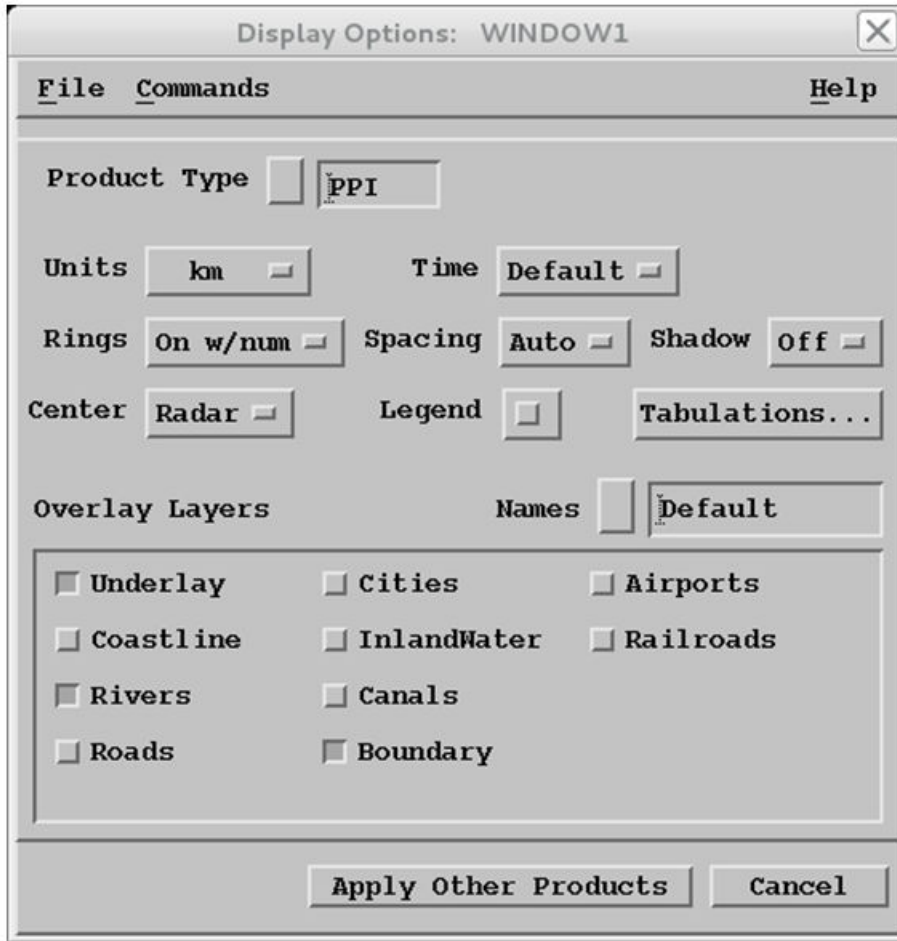 Display Options: WINDOW1
File Commands Help
Product Type PPI
Units km Time Default
Rings On w/num Spacing Auto Shadow Off
Center Radar Legend Tabulations...
Overlay Layers Names Default
Underlay Cities Airports
Coastline InlandWater Railroads
Rivers Canals
Roads Boundary
Apply Other Products Cancel